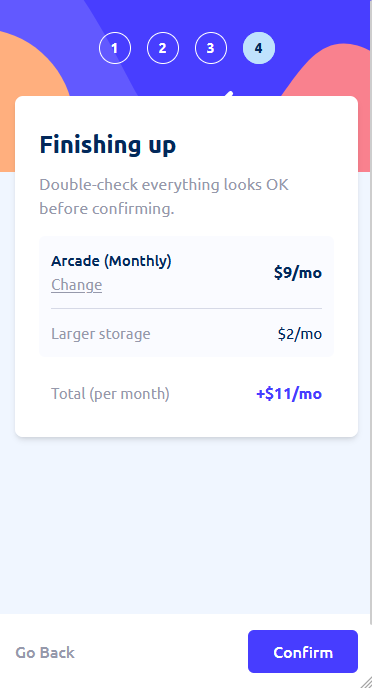 1 2 3 4
Finishing up
Double-check everything looks OK
before confirming.
Arcade (Monthly)
$9/mo
Change
Larger storage $2/mo
Total (per month) +$11/mo
Go Back Confirm